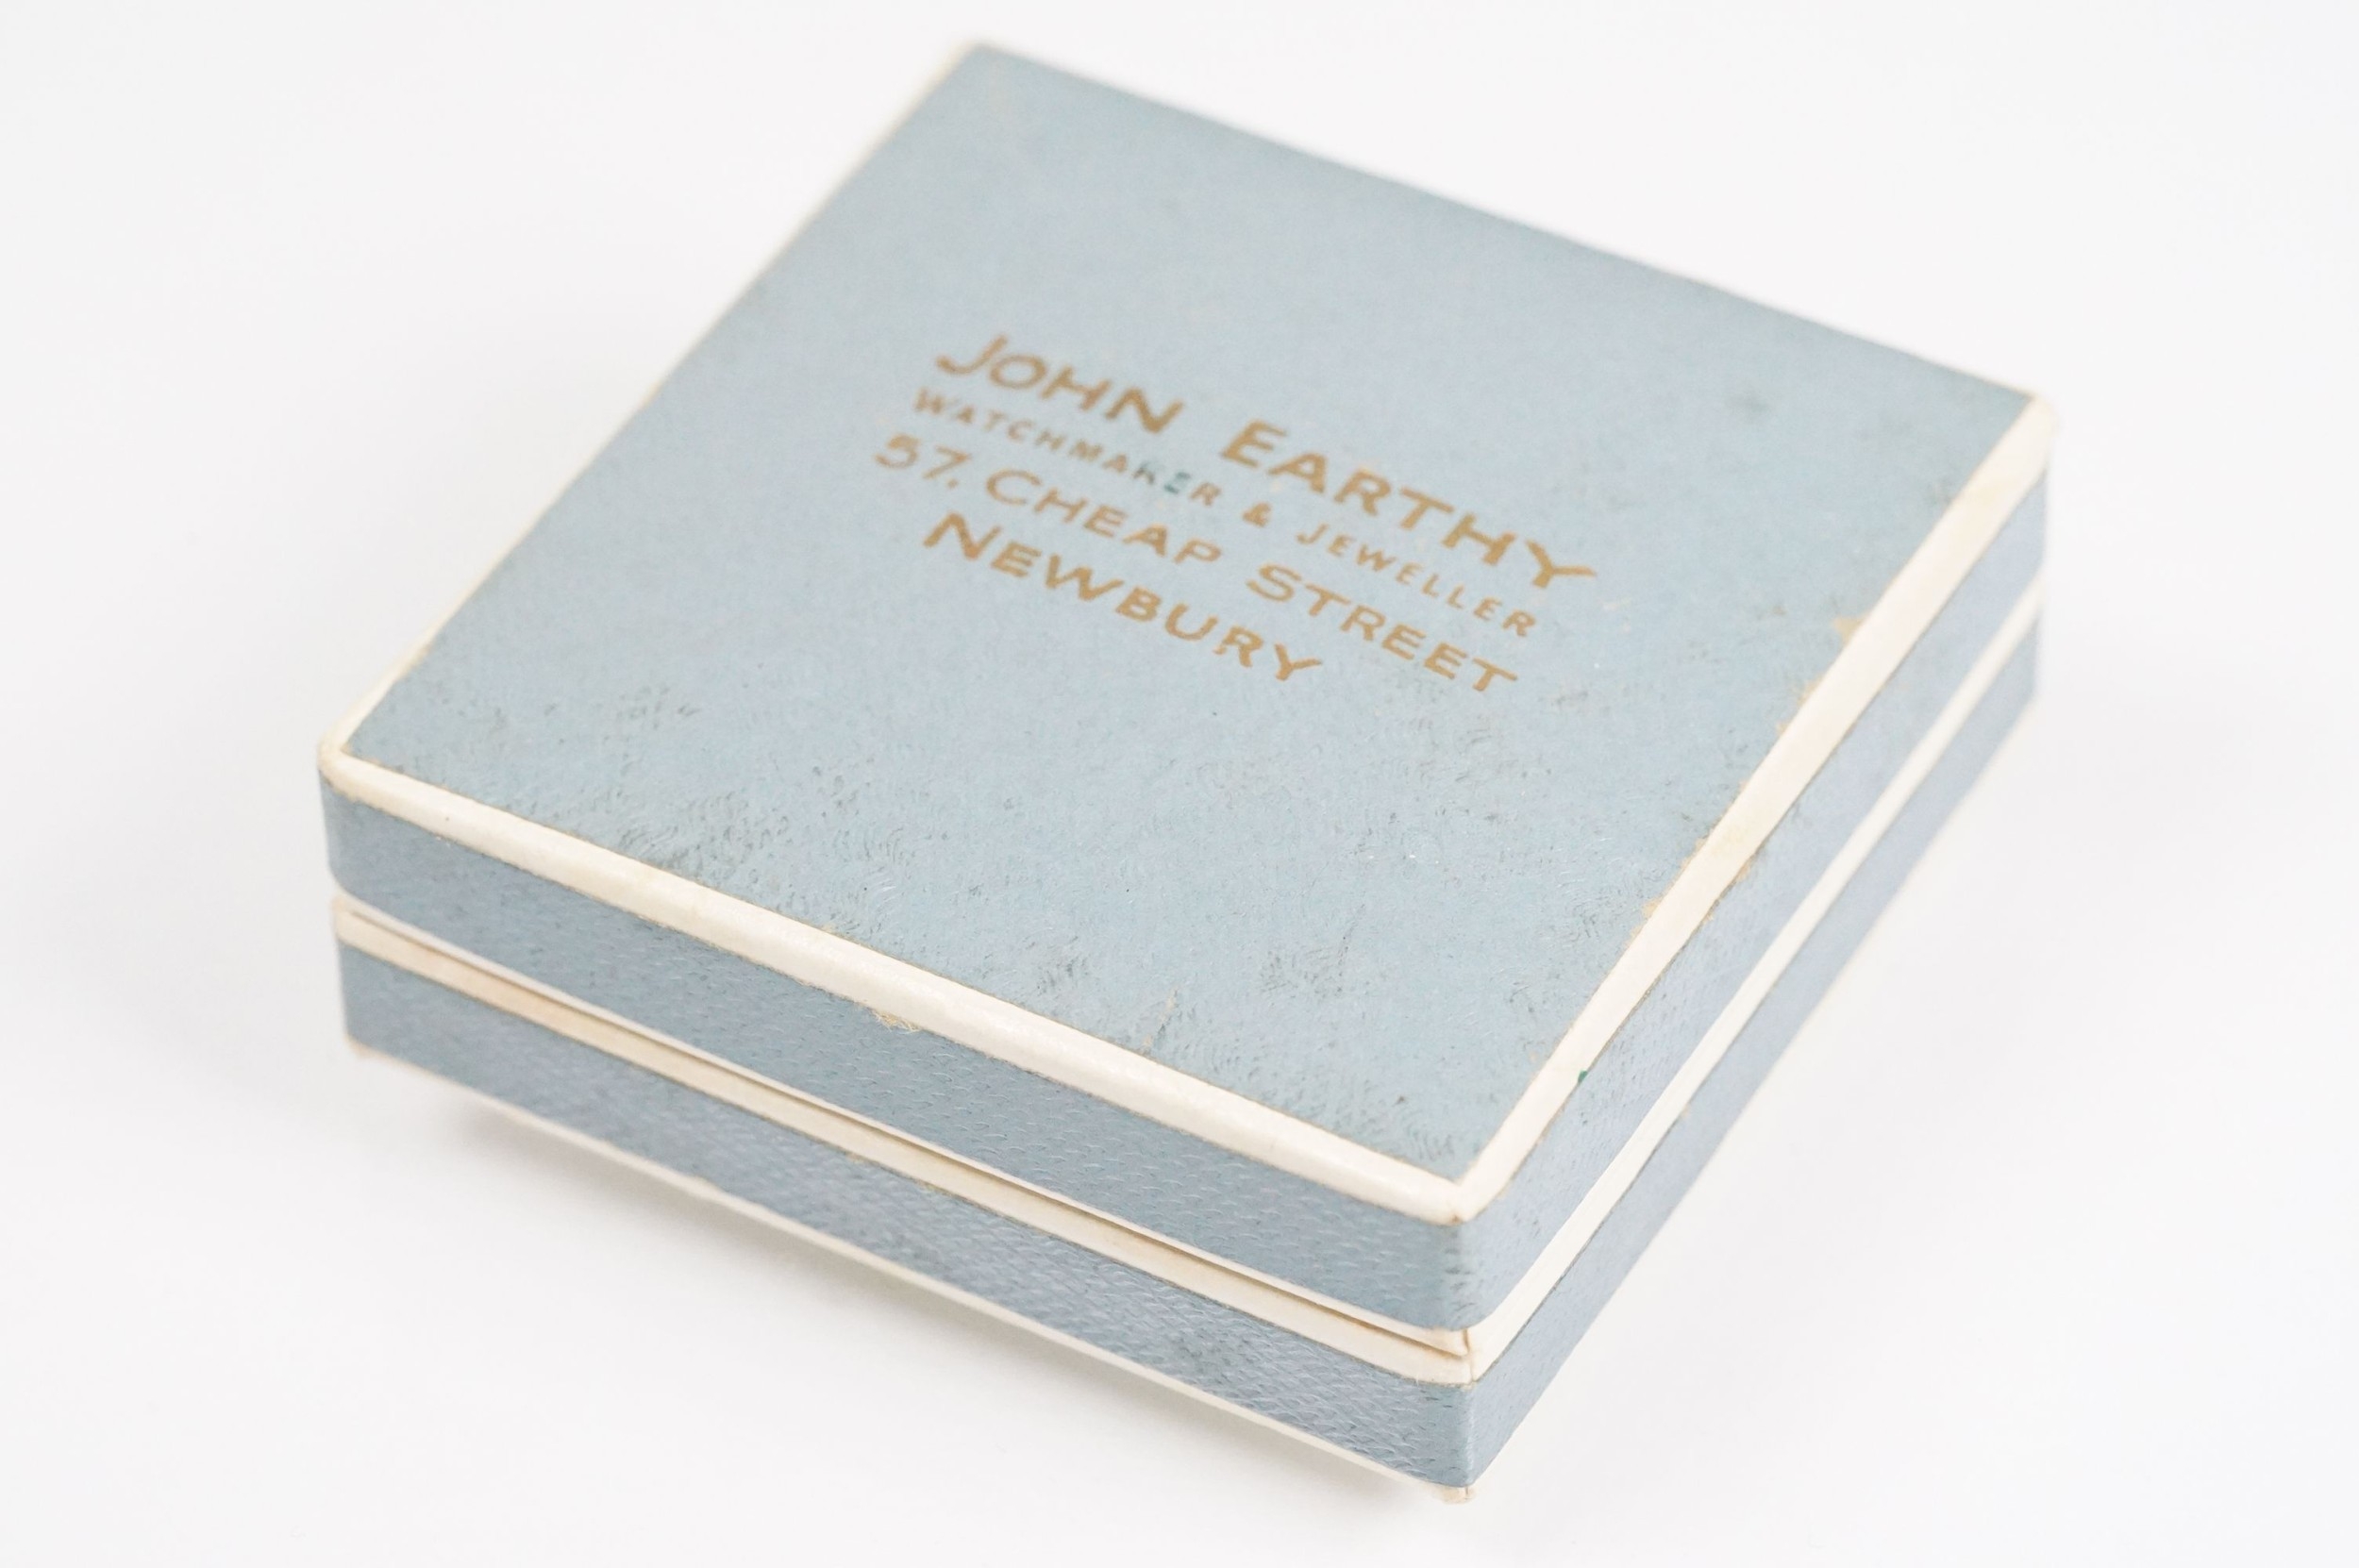 JOHN EARTHY
WATCHMAKER & JEWELLER
57, CHEAP STREET
NEWBURY